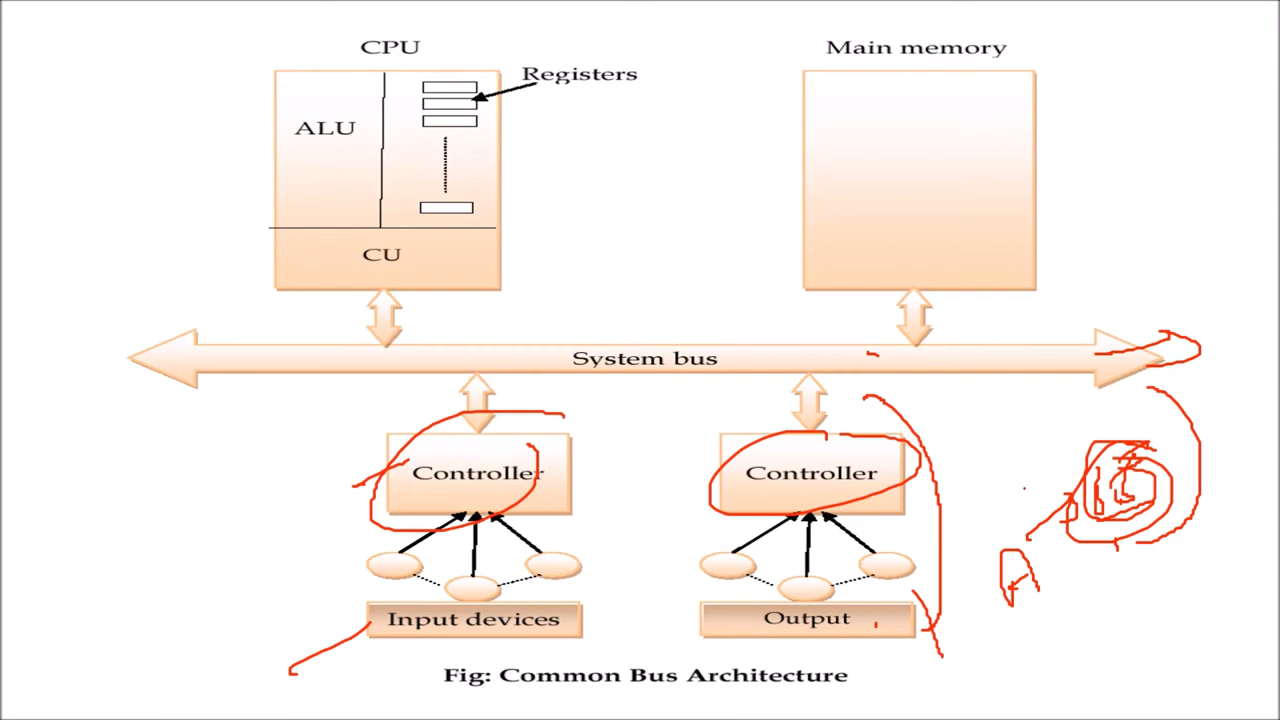 CPU
Main memory
Registers
ALU
CU
System bus
Controller
Controller
Input devices
Output
Fig: Common Bus Architecture